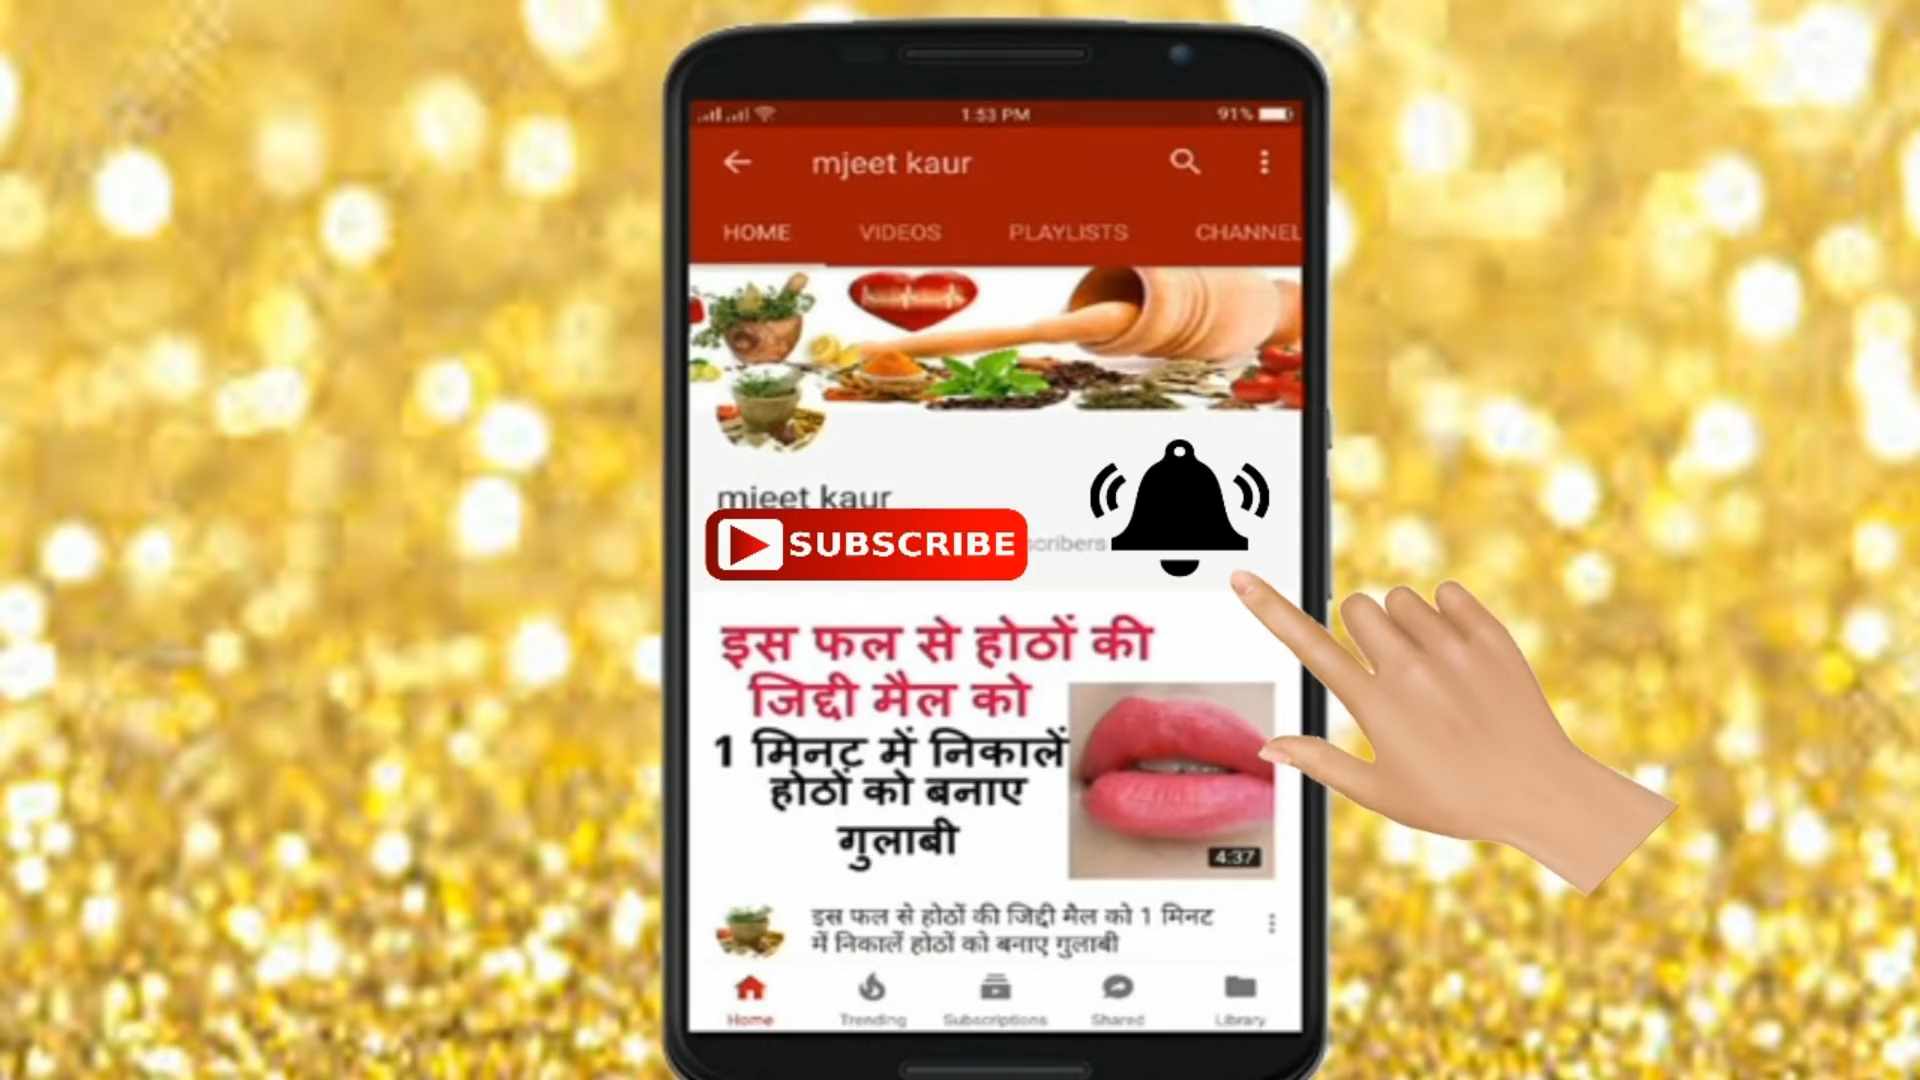 1:53 PM 91%
mjeet kaur
HOME VIDEOS PLAYLISTS CHANNEL
mjeet kaur
SUBSCRIBE scribers
इस फल से होठों की
जिद्दी मैल को
1 मिनट में निकालें
होठों को बनाए
गुलाबी
4:37
इस फल से होठों की जिद्दी मैल को 1 मिनट
में निकालें होठों को बनाए गुलाबी
Home Trending Subscriptions Shared Library